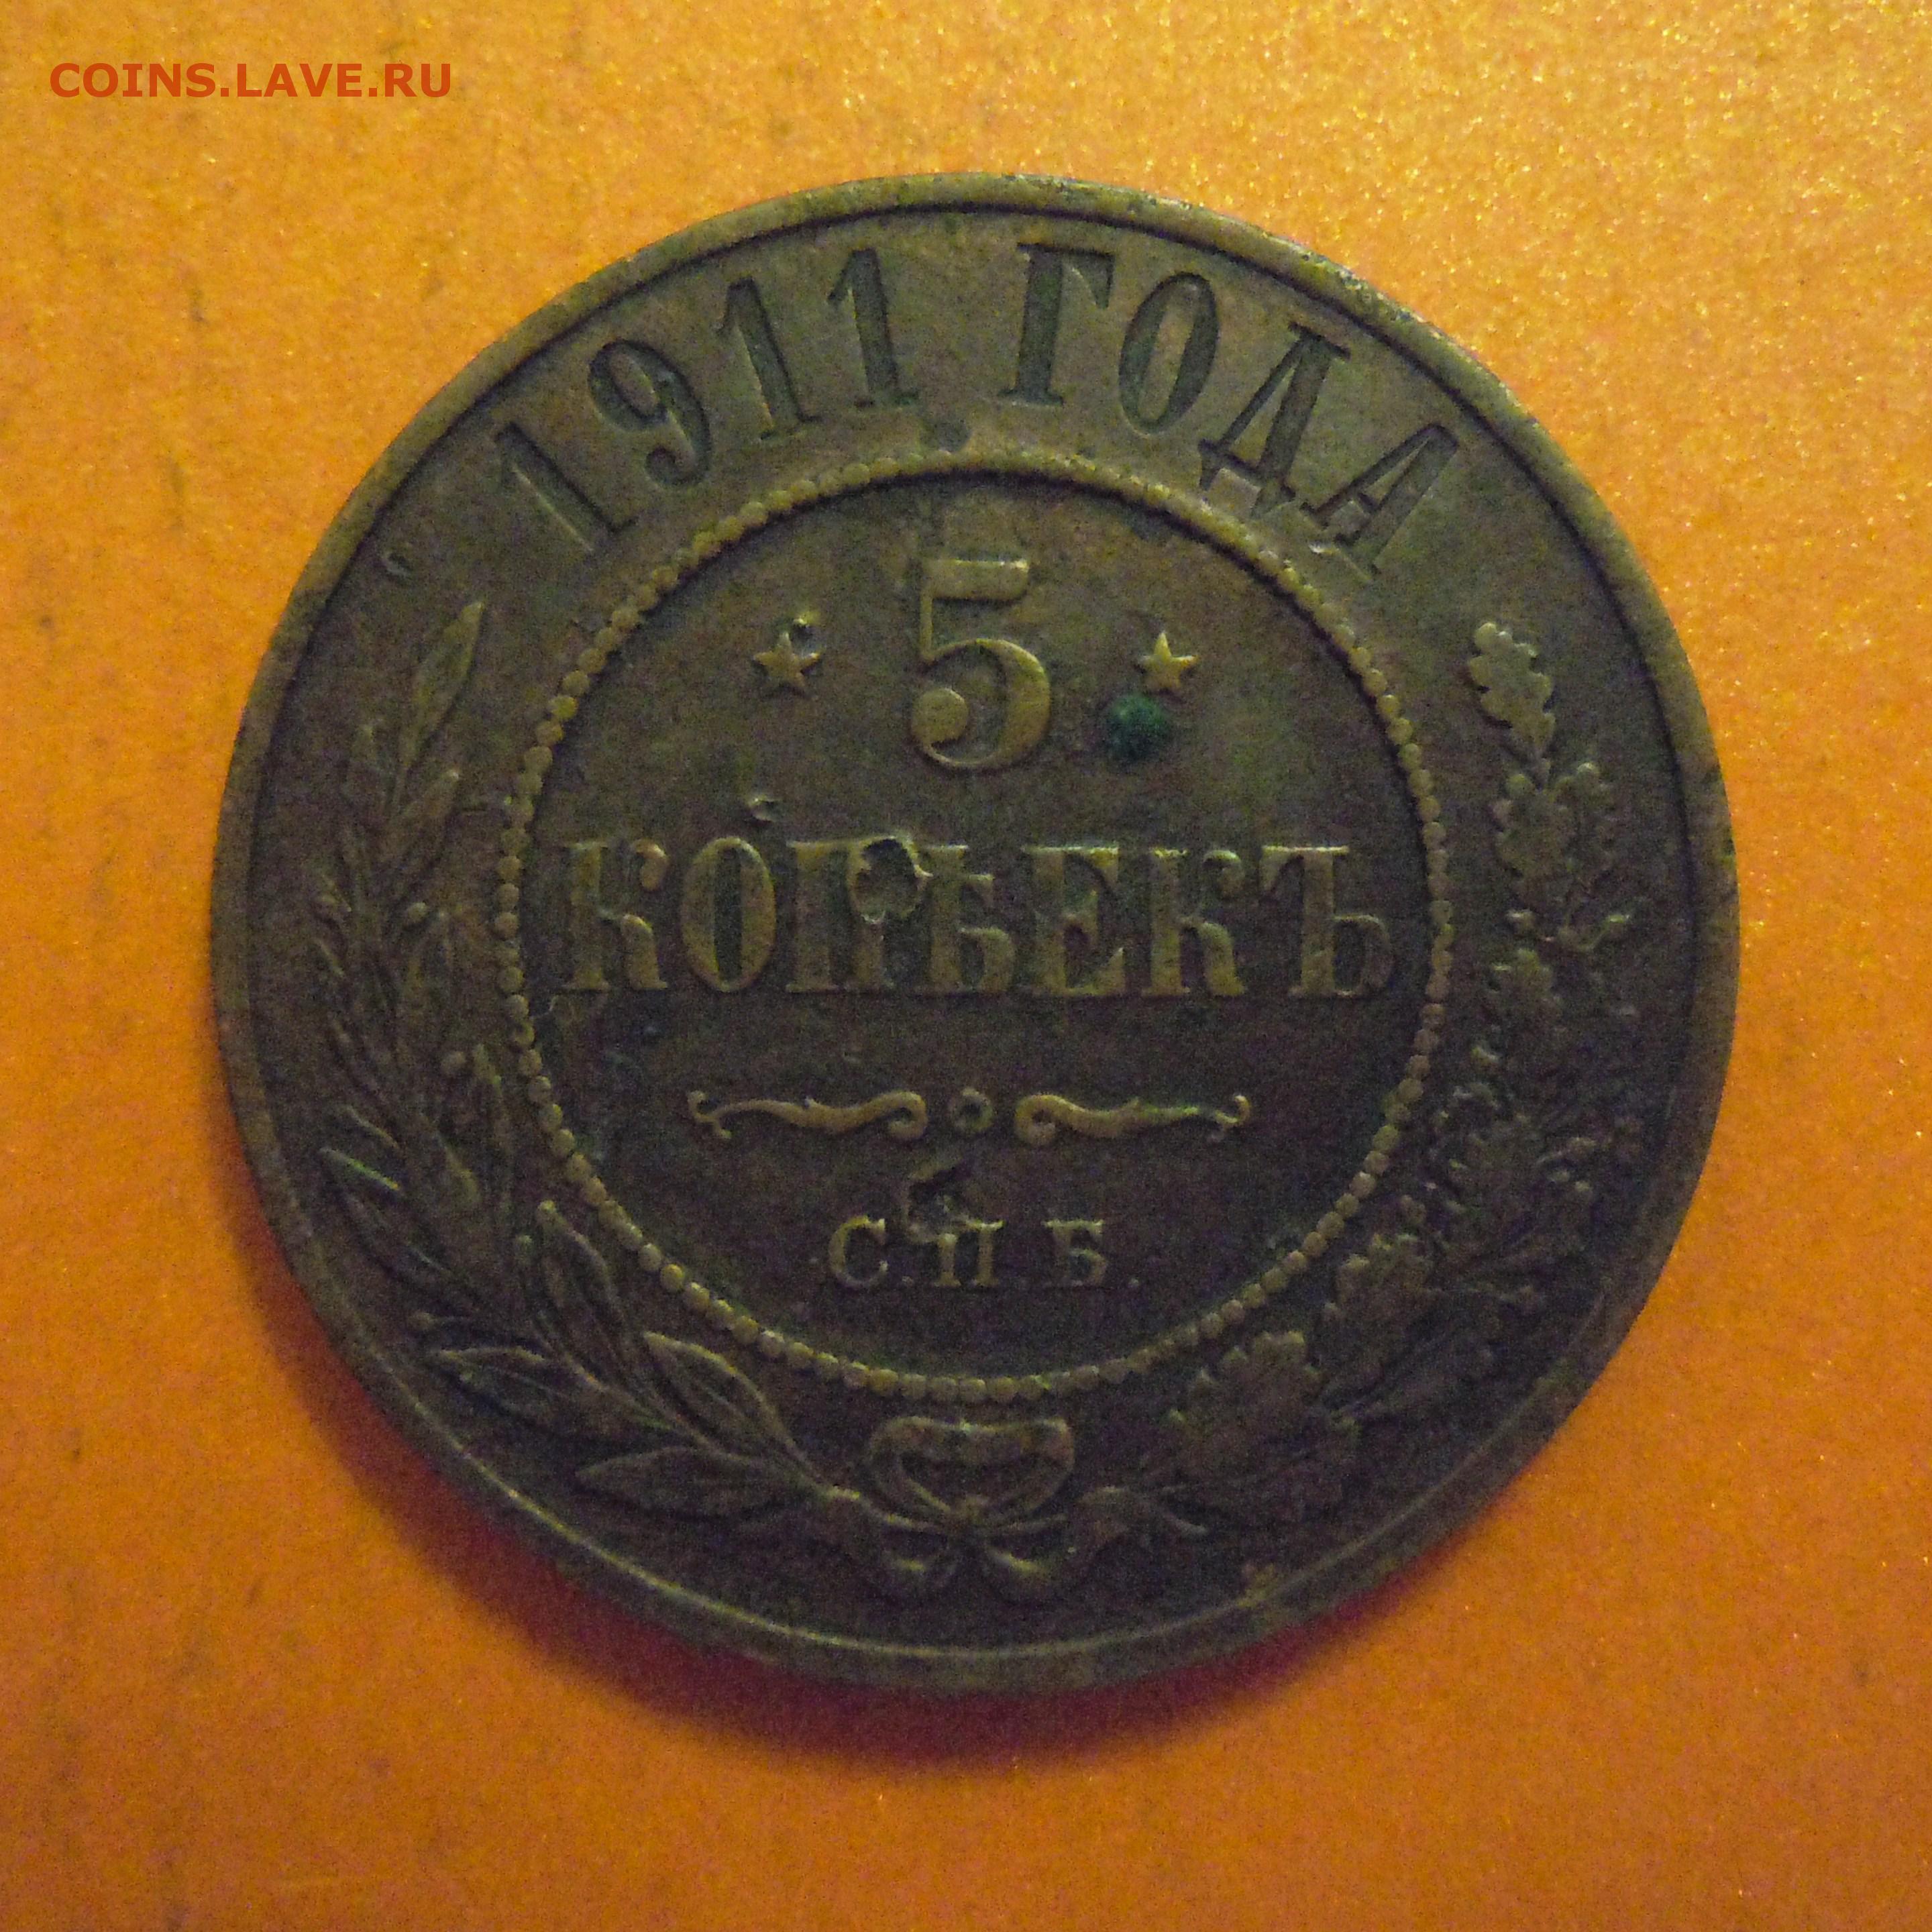 COINS.LAVE.RU
1911 ГОДА
5
КОПѢЕКЪ
С.П.Б.